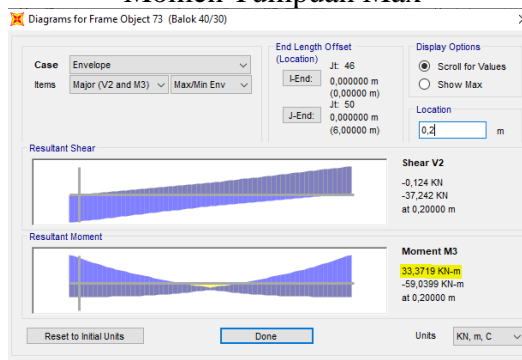 Momen Tumpuan Max
Diagrams for Frame Object 73 (Balok 40/30)
Case Envelope
Items Major (V2 and M3) Max/Min Env
End Length Offset
(Location)
Jt: 46
I-End: 0,000000 m
(0,00000 m)
Jt: 50
J-End: 0,000000 m
(6,00000 m)
Display Options
Scroll for Values
Show Max
Location
0,2 m
Resultant Shear
Shear V2
-0,124 KN
-37,242 KN
at 0,20000 m
Resultant Moment
Moment M3
33,3719 KN-m
-59,0399 KN-m
at 0,20000 m
Reset to Initial Units Done Units KN, m, C